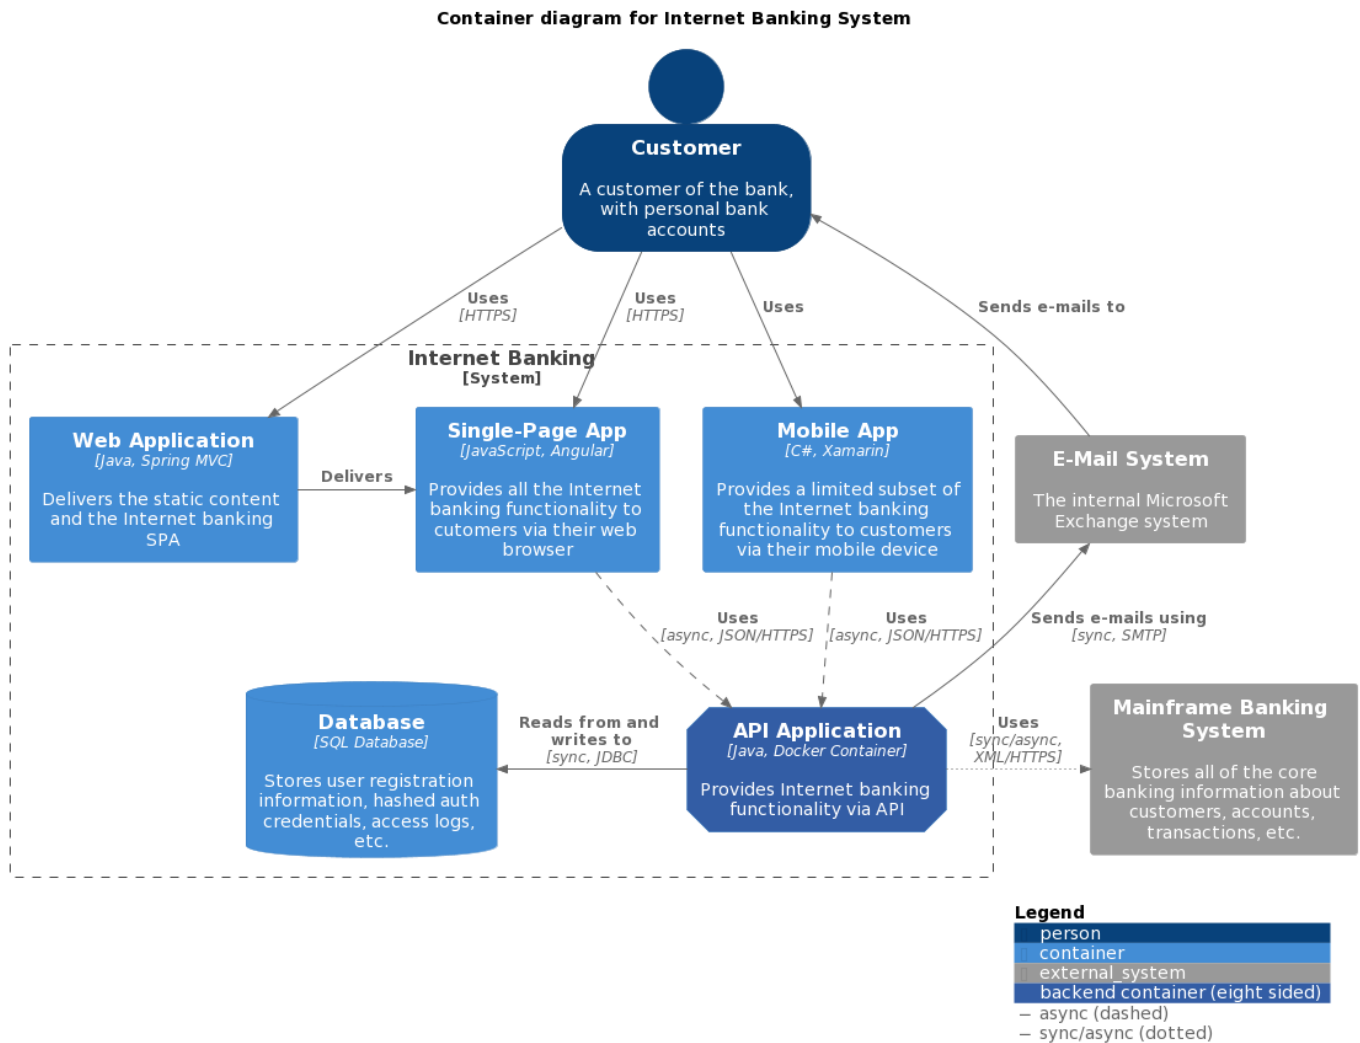 Container diagram for Internet Banking System
Customer
A customer of the bank,
with personal bank
accounts
Uses
[HTTPS]
Uses
[HTTPS]
Uses
Sends e-mails to
Internet Banking
[System]
Web Application
[Java, Spring MVC]
Delivers the static content
and the Internet banking
SPA
Delivers
Single-Page App
[JavaScript, Angular]
Provides all the Internet
banking functionality to
cutomers via their web
browser
Mobile App
[C#, Xamarin]
Provides a limited subset of
the Internet banking
functionality to customers
via their mobile device
E-Mail System
The internal Microsoft
Exchange system
Uses
[async, JSON/HTTPS]
Uses
[async, JSON/HTTPS]
Sends e-mails using
[sync, SMTP]
Database
[SQL Database]
Stores user registration
information, hashed auth
credentials, access logs,
etc.
Reads from and
writes to
[sync, JDBC]
API Application
[Java, Docker Container]
Provides Internet banking
functionality via API
Uses
[sync/async,
XML/HTTPS]
Mainframe Banking
System
Stores all of the core
banking information about
customers, accounts,
transactions, etc.
Legend
person
container
external_system
backend container (eight sided)
– async (dashed)
– sync/async (dotted)